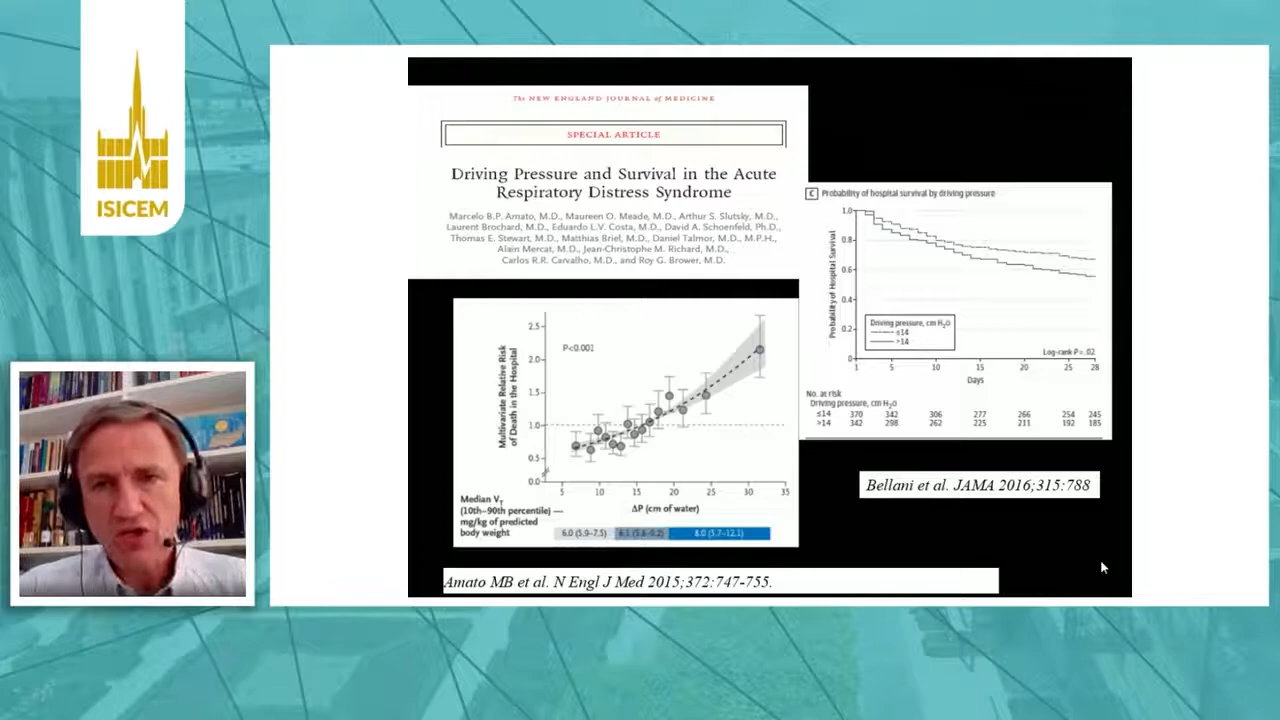 ISICEM
The NEW ENGLAND JOURNAL of MEDICINE
SPECIAL ARTICLE
Driving Pressure and Survival in the Acute
Respiratory Distress Syndrome
Marcelo B.P. Amato, M.D., Maureen O. Meade, M.D., Arthur S. Slutsky, M.D.,
Laurent Brochard, M.D., Eduardo L.V. Costa, M.D., David A. Schoenfeld, Ph.D.,
Thomas E. Stewart, M.D., Matthias Briel, M.D., Daniel Talmor, M.D., M.P.H.,
Alain Mercat, M.D., Jean-Christophe M. Richard, M.D.,
Carlos R.R. Carvalho, M.D., and Roy G. Brower, M.D.
Multivariate Relative Risk
of Death in the Hospital
2.5
2.0
1.5
1.0
0.5
0.0
P<0.001
5 10 15 20 25 30 35
ΔP (cm of water)
Median VT
(10th–90th percentile) —
mg/kg of predicted
body weight
6.0 (5.9–7.5) 8.0 (5.7–12.1)
C Probability of hospital survival by driving pressure
Probability of Hospital Survival
1.0
0.8
0.6
0.4
0.2
0
Driving pressure, cm H2O
≤14
>14
Log-rank P=.02
1 5 10 15 20 25 28
Days
No. at risk
Driving pressure, cm H2O
≤14 370 342 306 277 266 254 245
>14 342 298 262 225 211 192 185
Bellani et al. JAMA 2016;315:788
Amato MB et al. N Engl J Med 2015;372:747-755.